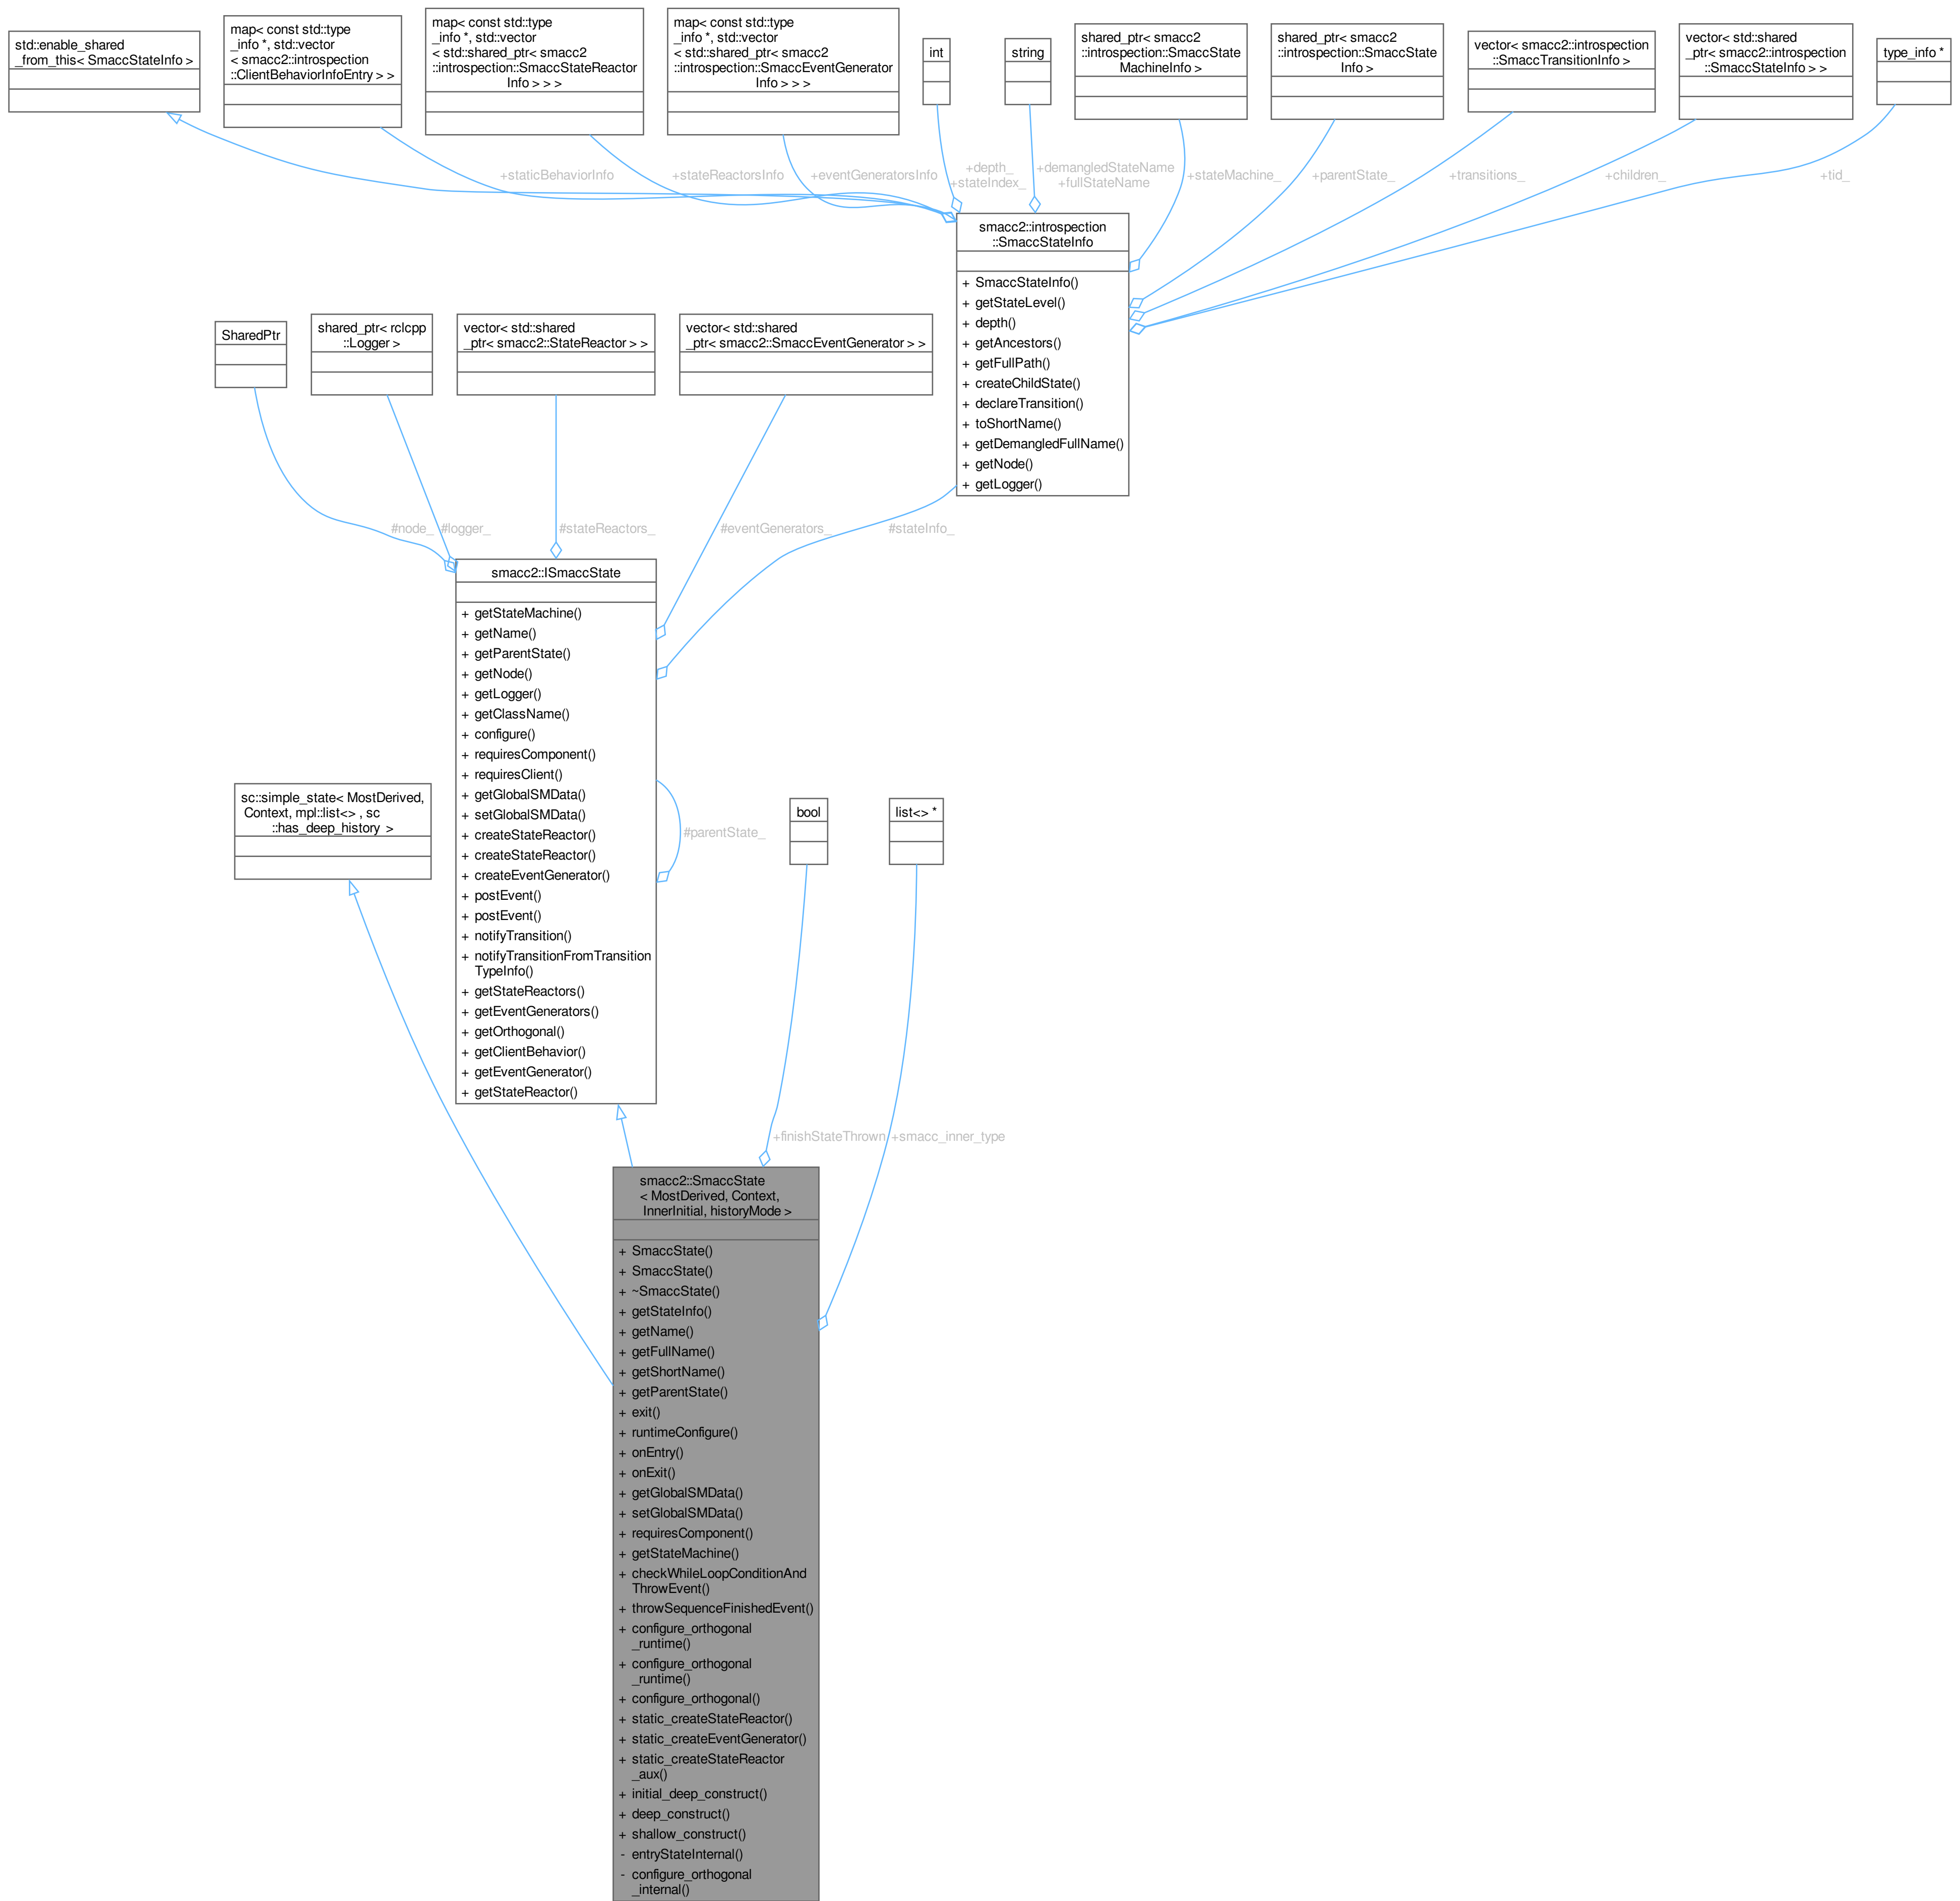 std::enable_shared
_from_this< SmaccStateInfo >
map< const std::type
_info *, std::vector
< smacc2::introspection
::ClientBehaviorInfoEntry > >
map< const std::type
_info *, std::vector
< std::shared_ptr< smacc2
::introspection::SmaccStateReactor
Info > > >
map< const std::type
_info *, std::vector
< std::shared_ptr< smacc2
::introspection::SmaccEventGenerator
Info > > >
int
string
shared_ptr< smacc2
::introspection::SmaccState
MachineInfo >
shared_ptr< smacc2
::introspection::SmaccState
Info >
vector< smacc2::introspection
::SmaccTransitionInfo >
vector< std::shared
_ptr< smacc2::introspection
::SmaccStateInfo > >
type_info *
+staticBehaviorInfo
+stateReactorsInfo
+eventGeneratorsInfo
+depth_
+stateIndex_
+demangledStateName
+fullStateName
+stateMachine_
+parentState_
+transitions_
+children_
+tid_
smacc2::introspection
::SmaccStateInfo
+ SmaccStateInfo()
+ getStateLevel()
+ depth()
+ getAncestors()
+ getFullPath()
+ createChildState()
+ declareTransition()
+ toShortName()
+ getDemangledFullName()
+ getNode()
+ getLogger()
SharedPtr
shared_ptr< rclcpp
::Logger >
vector< std::shared
_ptr< smacc2::StateReactor > >
vector< std::shared
_ptr< smacc2::SmaccEventGenerator > >
#node_
#logger_
#stateReactors_
#eventGenerators_
#stateInfo_
smacc2::ISmaccState
+ getStateMachine()
+ getName()
+ getParentState()
+ getNode()
+ getLogger()
+ getClassName()
+ configure()
+ requiresComponent()
+ requiresClient()
+ getGlobalSMData()
+ setGlobalSMData()
+ createStateReactor()
+ createStateReactor()
+ createEventGenerator()
+ postEvent()
+ postEvent()
+ notifyTransition()
+ notifyTransitionFromTransition
TypeInfo()
+ getStateReactors()
+ getEventGenerators()
+ getOrthogonal()
+ getClientBehavior()
+ getEventGenerator()
+ getStateReactor()
#parentState_
sc::simple_state< MostDerived,
Context, mpl::list<> , sc
::has_deep_history >
bool
list<> *
+finishStateThrown
+smacc_inner_type
smacc2::SmaccState
< MostDerived, Context,
InnerInitial, historyMode >
+ SmaccState()
+ SmaccState()
+ ~SmaccState()
+ getStateInfo()
+ getName()
+ getFullName()
+ getShortName()
+ getParentState()
+ exit()
+ runtimeConfigure()
+ onEntry()
+ onExit()
+ getGlobalSMData()
+ setGlobalSMData()
+ requiresComponent()
+ getStateMachine()
+ checkWhileLoopConditionAnd
ThrowEvent()
+ throwSequenceFinishedEvent()
+ configure_orthogonal
_runtime()
+ configure_orthogonal
_runtime()
+ configure_orthogonal()
+ static_createStateReactor()
+ static_createEventGenerator()
+ static_createStateReactor
_aux()
+ initial_deep_construct()
+ deep_construct()
+ shallow_construct()
- entryStateInternal()
- configure_orthogonal
_internal()